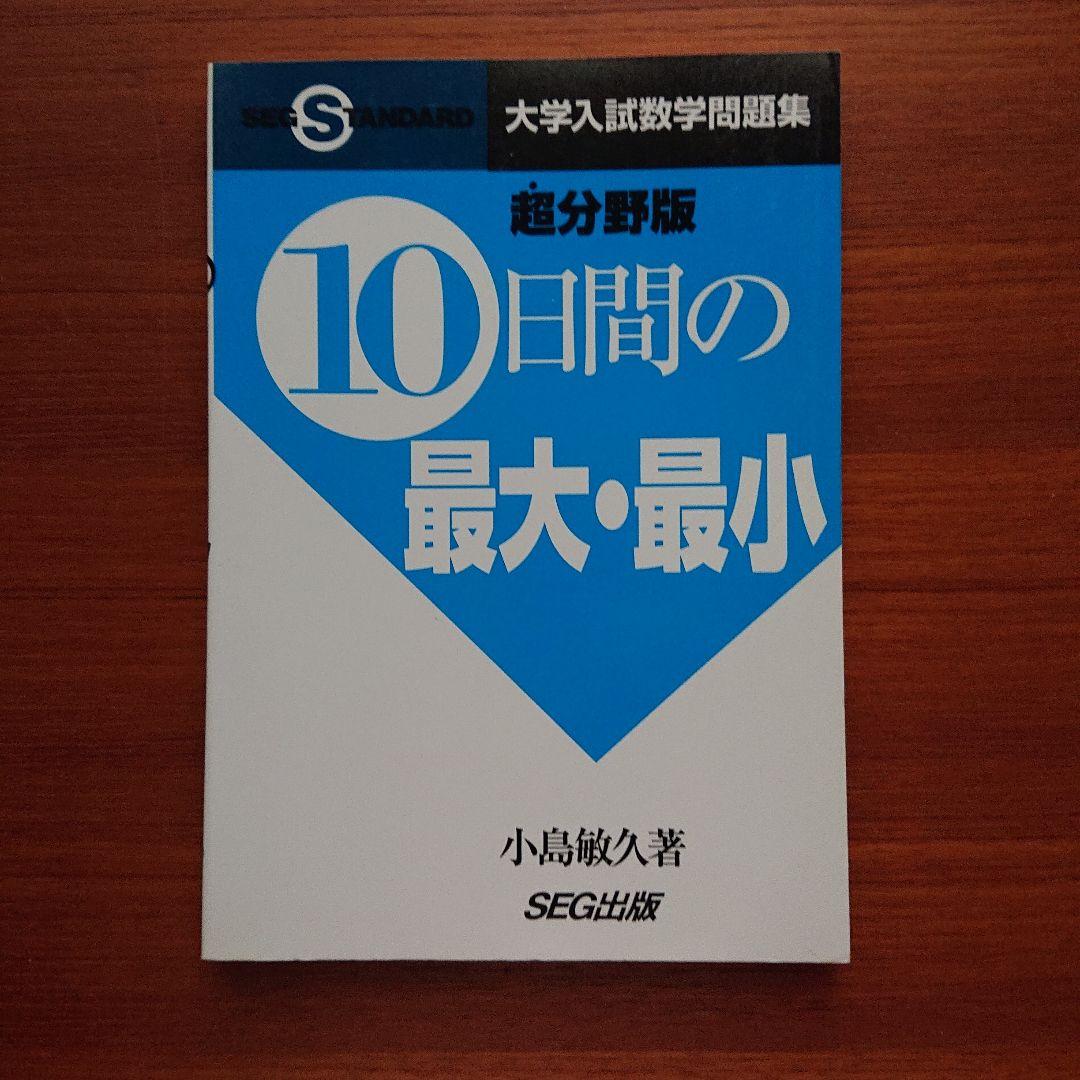 SEG STANDARD
大学入試数学問題集
超分野版
10日間の
最大・最小
小島敏久著
SEG出版